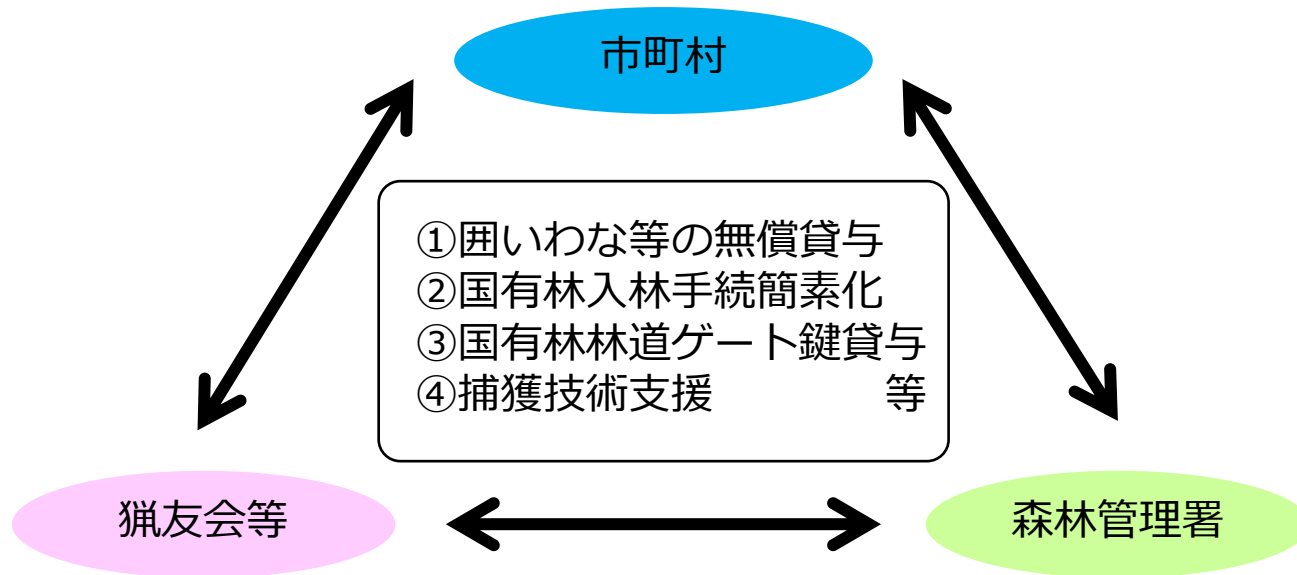 市町村
①囲いわな等の無償貸与
②国有林入林手続簡素化
③国有林林道ゲート鍵貸与
④捕獲技術支援　　　　等
猟友会等
森林管理署